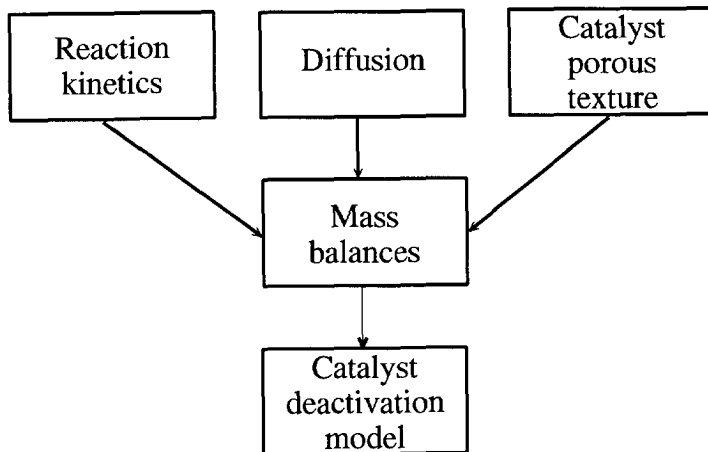 Reaction
kinetics
Diffusion
Catalyst
porous
texture
Mass
balances
Catalyst
deactivation
model